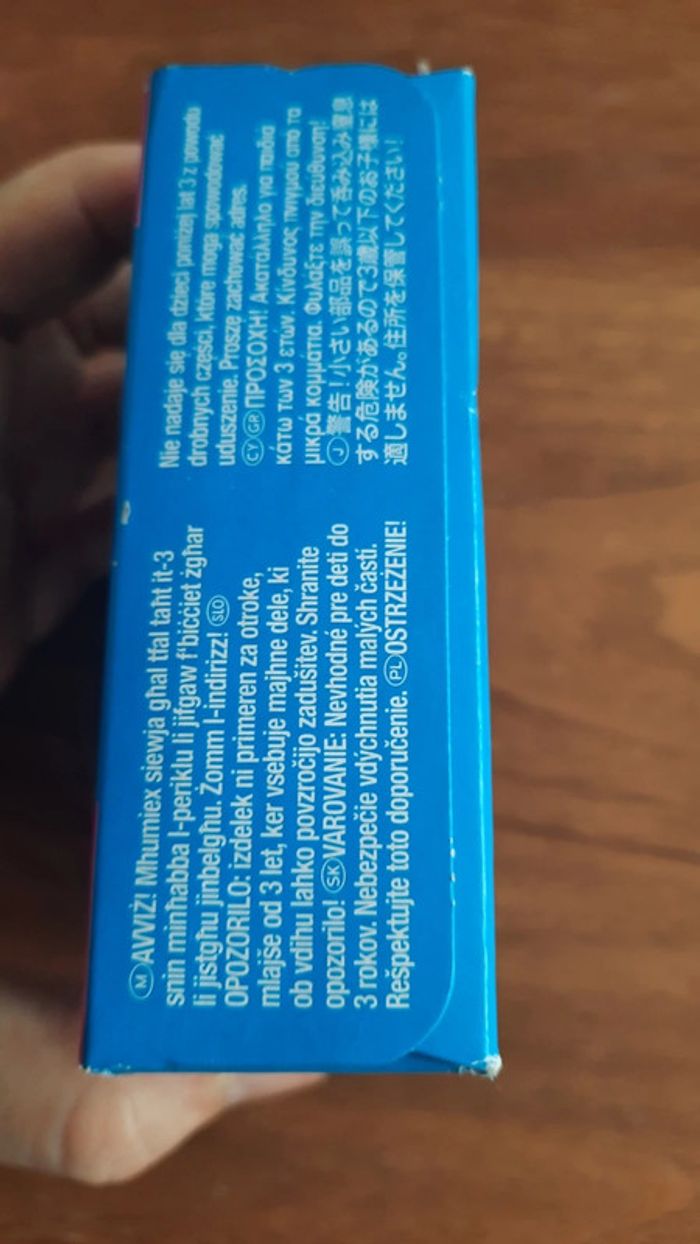 (M) AVVIŻ! Mhumiex siewja għal tfal taħt it-3
snin minħabba l-periklu li jifgaw f'biċċiet żgħar
li jistgħu jinbelgħu. Żomm l-indirizz! (SLO)
OPOZORILO: izdelek ni primeren za otroke,
mlajše od 3 let, ker vsebuje majhne dele, ki
ob vdihu lahko povzročijo zadušitev. Shranite
opozorilo! (SK) VAROVANIE: Nevhodné pre deti do
3 rokov. Nebezpečie vdýchnutia malých častí.
Rešpektujte toto doporučenie. (PL) OSTRZEŻENIE!
Nie nadaje się dla dzieci poniżej lat 3 z powodu
drobnych części, które mogą spowodować
uduszenie. Proszę zachować adres.
(CY) (GR) ΠΡΟΣΟΧΗ! Ακατάλληλο για παιδιά
κάτω των 3 ετών. Κίνδυνος πνιγμού από τα
μικρά κομμάτια. Φυλάξτε την διεύθυνση!
(J) 警告!小さい部品を誤って呑み込み窒息
する危険があるので3歳以下のお子様には
適しません。住所を保管してください!